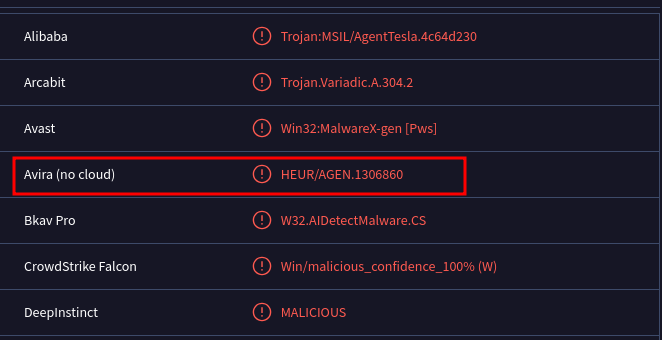 Alibaba Trojan:MSIL/AgentTesla.4c64d230
Arcabit Trojan.Variadic.A.304.2
Avast Win32:MalwareX-gen [Pws]
Avira (no cloud) HEUR/AGEN.1306860
Bkav Pro W32.AIDetectMalware.CS
CrowdStrike Falcon Win/malicious_confidence_100% (W)
DeepInstinct MALICIOUS